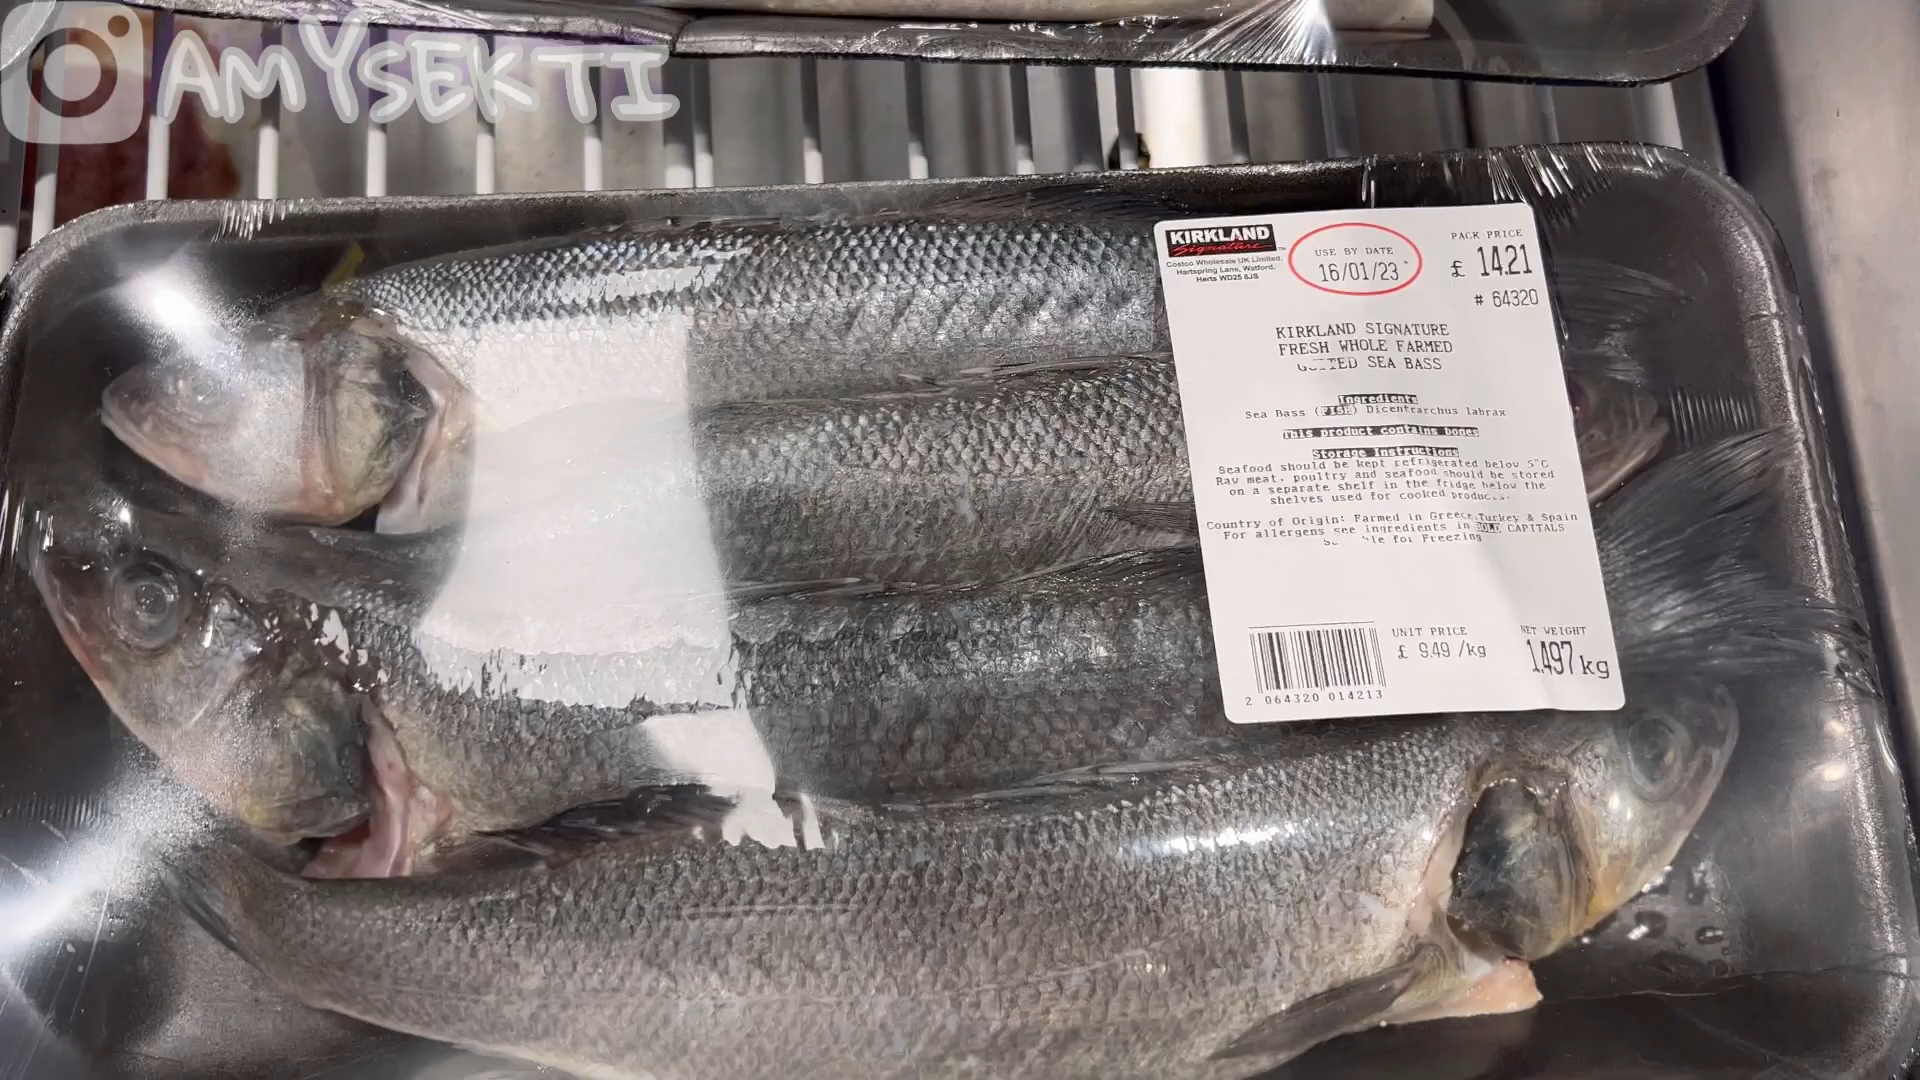 AMYSEKTI
KIRKLAND
Signature™
Costco Wholesale UK Limited,
Hartspring Lane, Watford,
Herts WD25 8JS
USE BY DATE
16/01/23
PACK PRICE
£ 14.21
# 64320
KIRKLAND SIGNATURE
FRESH WHOLE FARMED
SEA BASS
Ingredients
Sea Bass (FISH) Dicentrarchus labrax
This product contains bones
Storage Instructions
Seafood should be kept refrigerated below 5°C
Raw meat, poultry and seafood should be stored
on a separate shelf in the fridge below the
shelves used for cooked
Country of Origin: Farmed in Greece,Turkey & Spain
For allergens see ingredients in BOLD CAPITALS
for Freezing
UNIT PRICE
£ 9.49 /kg
NET WEIGHT
1.497 kg
2 064320 014213